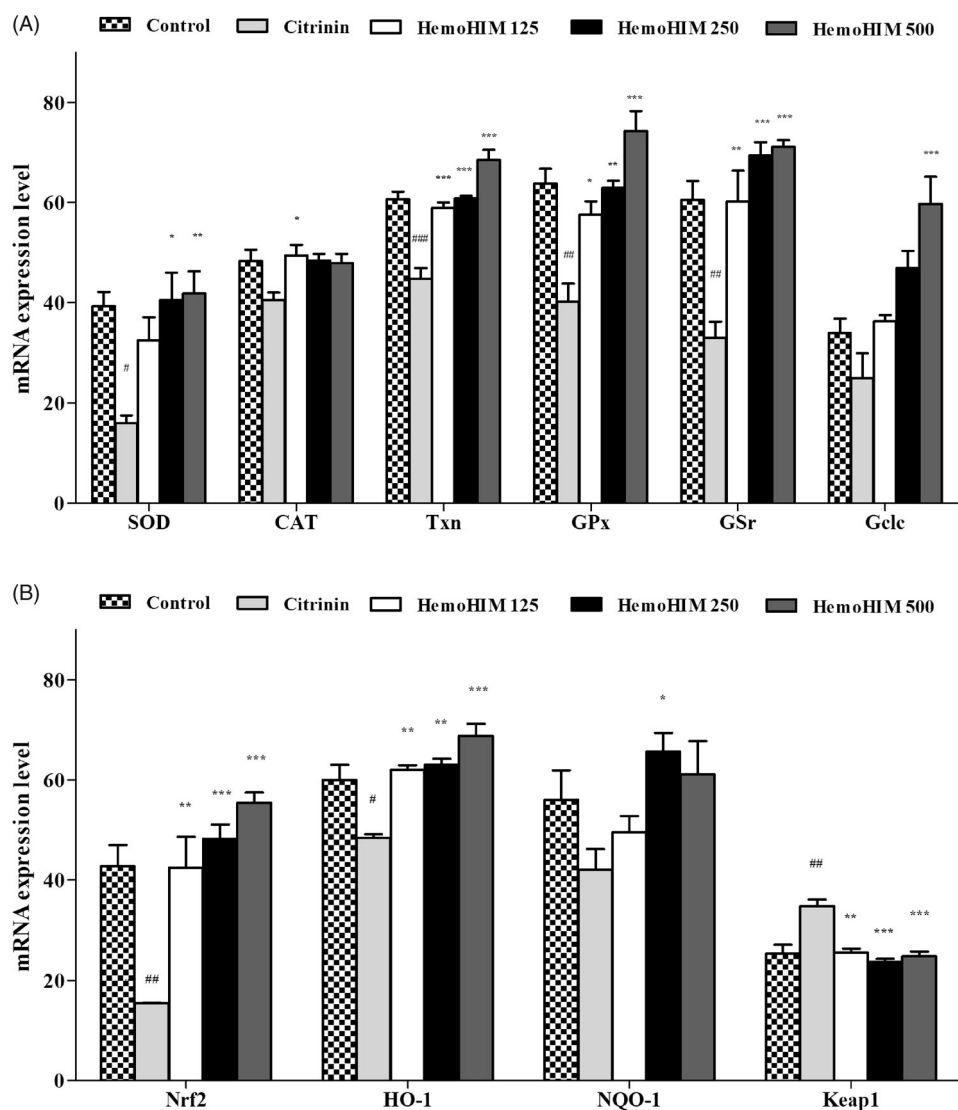 (A)
Control Citrinin HemoHIM 125 HemoHIM 250 HemoHIM 500
mRNA expression level
80
60
40
20
0
# * **
*
### *** *** ***
## * ** ***
## ** *** ***
***
SOD CAT Txn GPx GSr Gclc
(B)
Control Citrinin HemoHIM 125 HemoHIM 250 HemoHIM 500
mRNA expression level
80
60
40
20
0
## ** *** ***
# ** ** ***
*
## ** *** ***
Nrf2 HO-1 NQO-1 Keap1